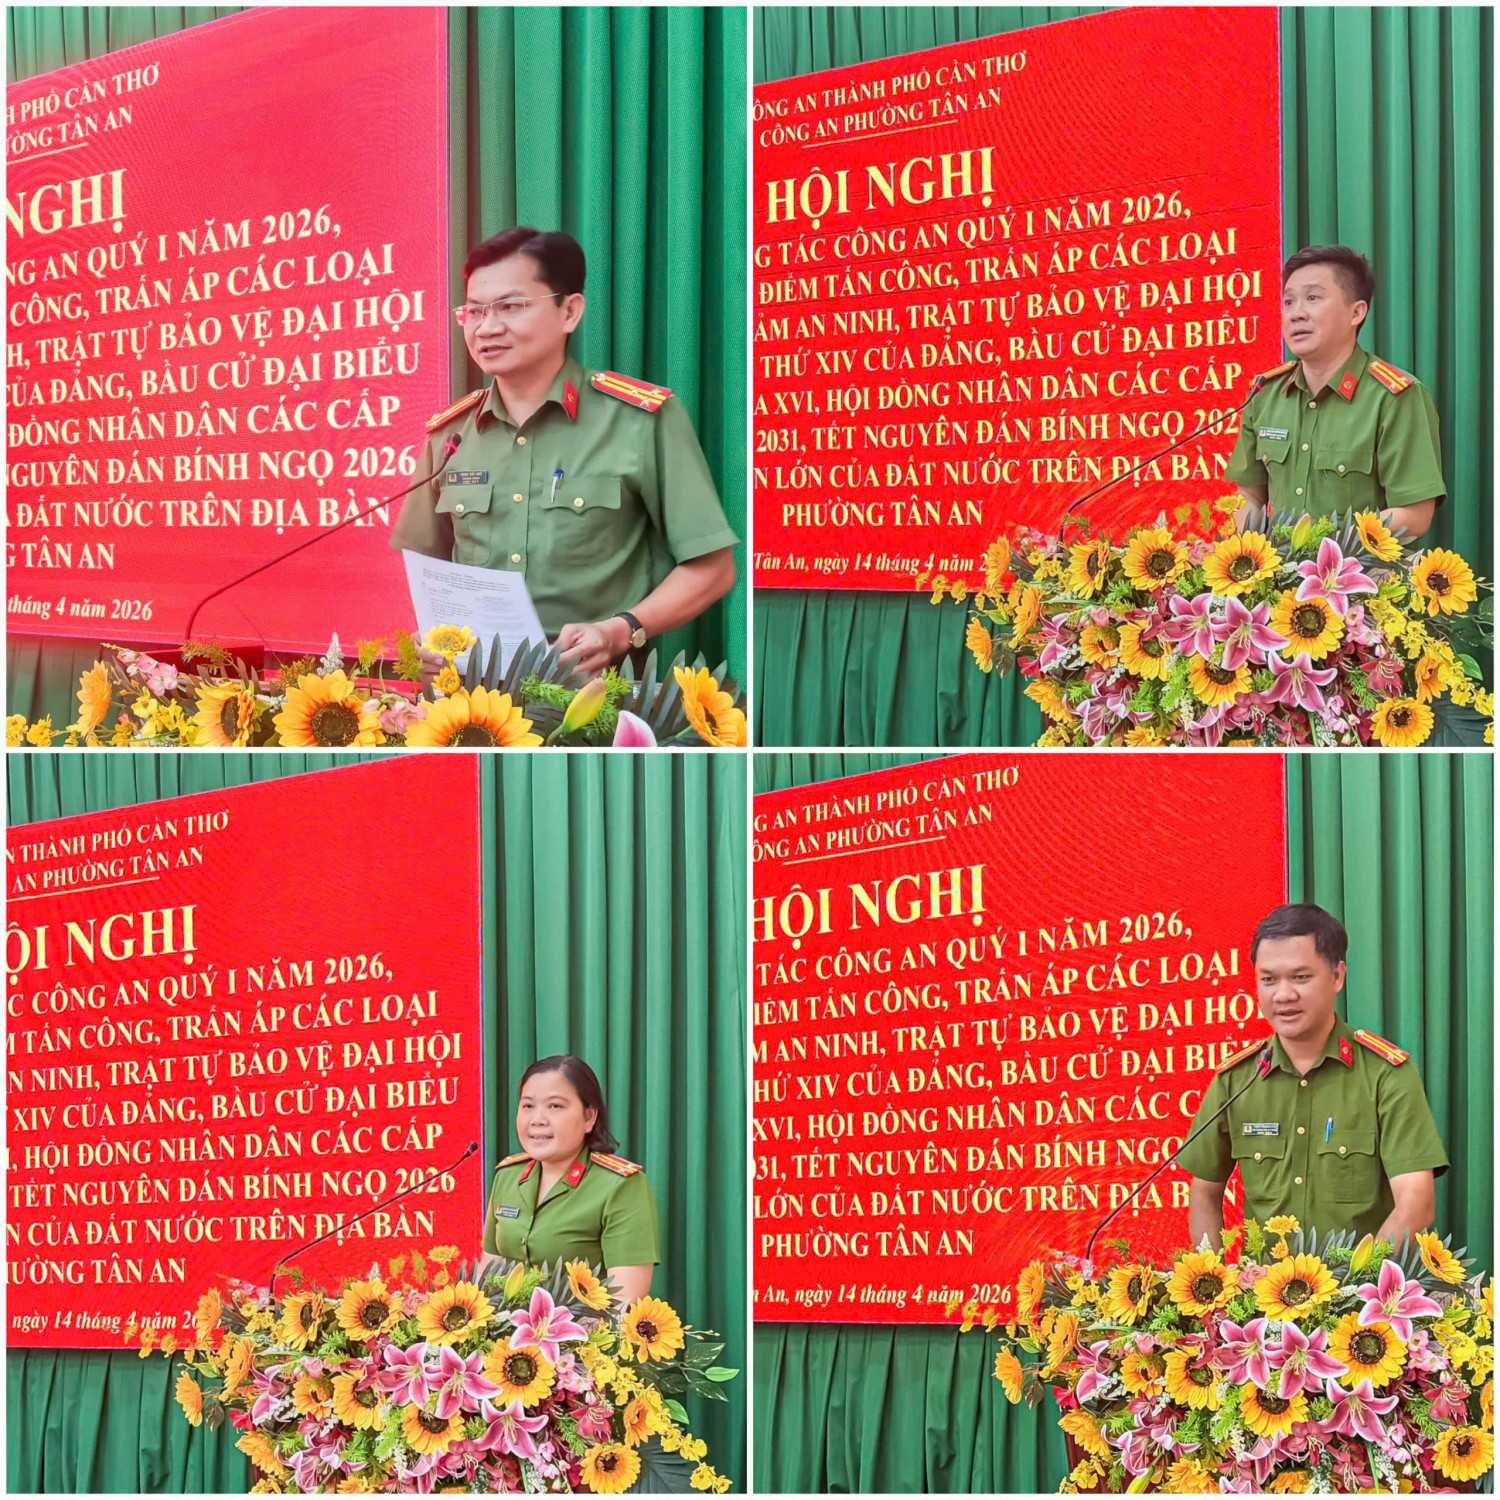 PHỐ CẦN THƠ
ƯỜNG TÂN AN
NGHỊ
NG AN QUÝ I NĂM 2026,
CÔNG, TRẤN ÁP CÁC LOẠI
H, TRẬT TỰ BẢO VỆ ĐẠI HỘI
CỦA ĐẢNG, BẦU CỬ ĐẠI BIỂU
ĐỒNG NHÂN DÂN CÁC CẤP
NGUYÊN ĐÁN BÍNH NGỌ 2026
ĐẤT NƯỚC TRÊN ĐỊA BÀN
G TÂN AN
tháng 4 năm 2026
ÔNG AN THÀNH PHỐ CẦN THƠ
CÔNG AN PHƯỜNG TÂN AN
HỘI NGHỊ
G TÁC CÔNG AN QUÝ I NĂM 2026,
ĐIỂM TẤN CÔNG, TRẤN ÁP CÁC LOẠI
ẢM AN NINH, TRẬT TỰ BẢO VỆ ĐẠI HỘI
THỨ XIV CỦA ĐẢNG, BẦU CỬ ĐẠI BIỂU
A XVI, HỘI ĐỒNG NHÂN DÂN CÁC CẤP
2031, TẾT NGUYÊN ĐÁN BÍNH NGỌ 202
N LỚN CỦA ĐẤT NƯỚC TRÊN ĐỊA BÀN
PHƯỜNG TÂN AN
Tân An, ngày 14 tháng 4 năm 2
N THÀNH PHỐ CẦN THƠ
AN PHƯỜNG TÂN AN
ỘI NGHỊ
C CÔNG AN QUÝ I NĂM 2026,
M TẤN CÔNG, TRẤN ÁP CÁC LOẠI
N NINH, TRẬT TỰ BẢO VỆ ĐẠI HỘI
XIV CỦA ĐẢNG, BẦU CỬ ĐẠI BIỂU
I, HỘI ĐỒNG NHÂN DÂN CÁC CẤP
TẾT NGUYÊN ĐÁN BÍNH NGỌ 2026
N CỦA ĐẤT NƯỚC TRÊN ĐỊA BÀN
ƯỜNG TÂN AN
ngày 14 tháng 4 năm 20
G AN THÀNH PHỐ CẦN THƠ
ÔNG AN PHƯỜNG TÂN AN
HỘI NGHỊ
TÁC CÔNG AN QUÝ I NĂM 2026,
IỂM TẤN CÔNG, TRẤN ÁP CÁC LOẠI
M AN NINH, TRẬT TỰ BẢO VỆ ĐẠI HỘI
HỨ XIV CỦA ĐẢNG, BẦU CỬ ĐẠI BIỂU
XVI, HỘI ĐỒNG NHÂN DÂN CÁC C
031, TẾT NGUYÊN ĐÁN BÍNH NGỌ
LỚN CỦA ĐẤT NƯỚC TRÊN ĐỊA B
PHƯỜNG TÂN AN
n An, ngày 14 tháng 4 năm 2026